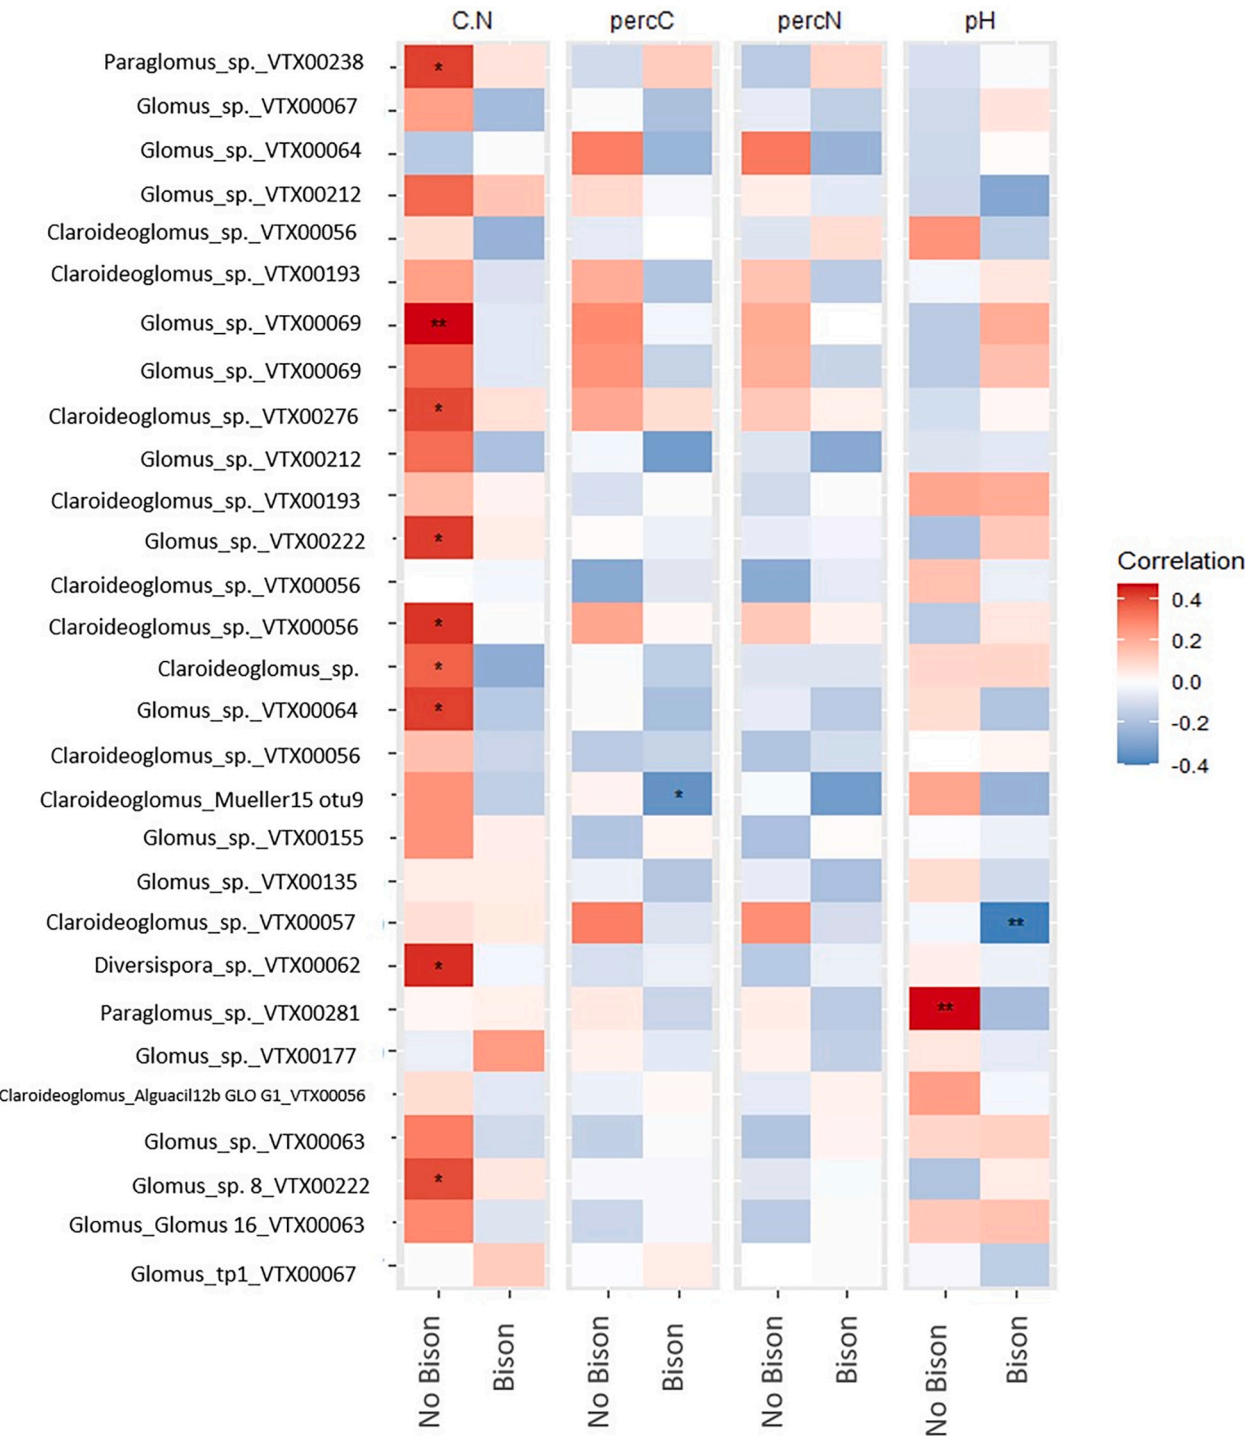 C.N percC percN pH
Paraglomus_sp._VTX00238 *
Glomus_sp._VTX00067
Glomus_sp._VTX00064
Glomus_sp._VTX00212
Claroideoglomus_sp._VTX00056
Claroideoglomus_sp._VTX00193
Glomus_sp._VTX00069 **
Glomus_sp._VTX00069
Claroideoglomus_sp._VTX00276 *
Glomus_sp._VTX00212
Claroideoglomus_sp._VTX00193
Glomus_sp._VTX00222 *
Claroideoglomus_sp._VTX00056
Claroideoglomus_sp._VTX00056 *
Claroideoglomus_sp. *
Glomus_sp._VTX00064 *
Claroideoglomus_sp._VTX00056
Claroideoglomus_Mueller15 otu9 *
Glomus_sp._VTX00155
Glomus_sp._VTX00135
Claroideoglomus_sp._VTX00057 **
Diversispora_sp._VTX00062 *
Paraglomus_sp._VTX00281 **
Glomus_sp._VTX00177
Claroideoglomus_Alguacil12b GLO G1_VTX00056
Glomus_sp._VTX00063
Glomus_sp. 8_VTX00222 *
Glomus_Glomus 16_VTX00063
Glomus_tp1_VTX00067
No Bison Bison No Bison Bison No Bison Bison No Bison Bison
Correlation
0.4
0.2
0.0
-0.2
-0.4